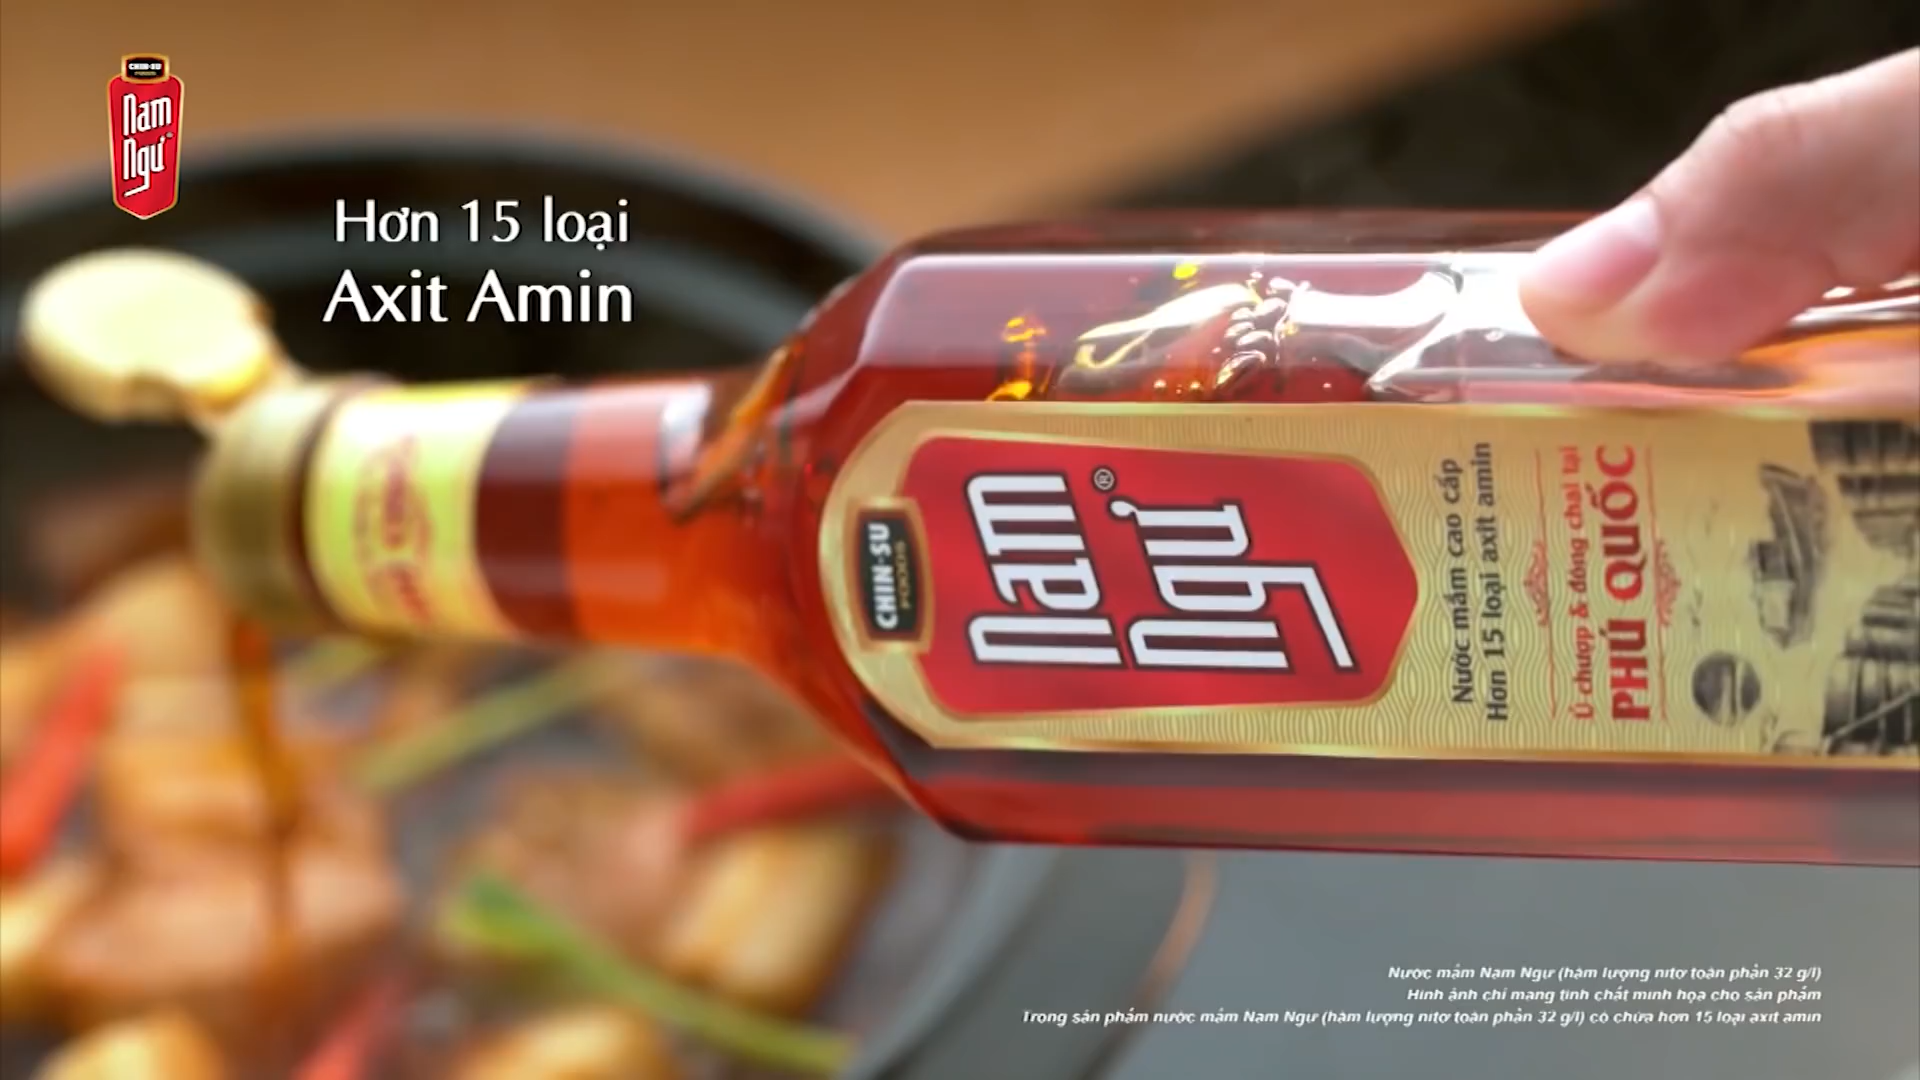 CHIN-SU
FOODS
Nam
Ngư
Hơn 15 loại
Axit Amin
CHIN-SU
FOODS
Nam ®
Ngư
Nước mắm cao cấp
Hơn 15 loại axit amin
Ủ chượp & đóng chai tại
PHÚ QUỐC
Nước mắm Nam Ngư (hàm lượng nitơ toàn phần 32 g/l)
Hình ảnh chỉ mang tính chất minh họa cho sản phẩm
Trong sản phẩm nước mắm Nam Ngư (hàm lượng nitơ toàn phần 32 g/l) có chứa hơn 15 loại axit amin